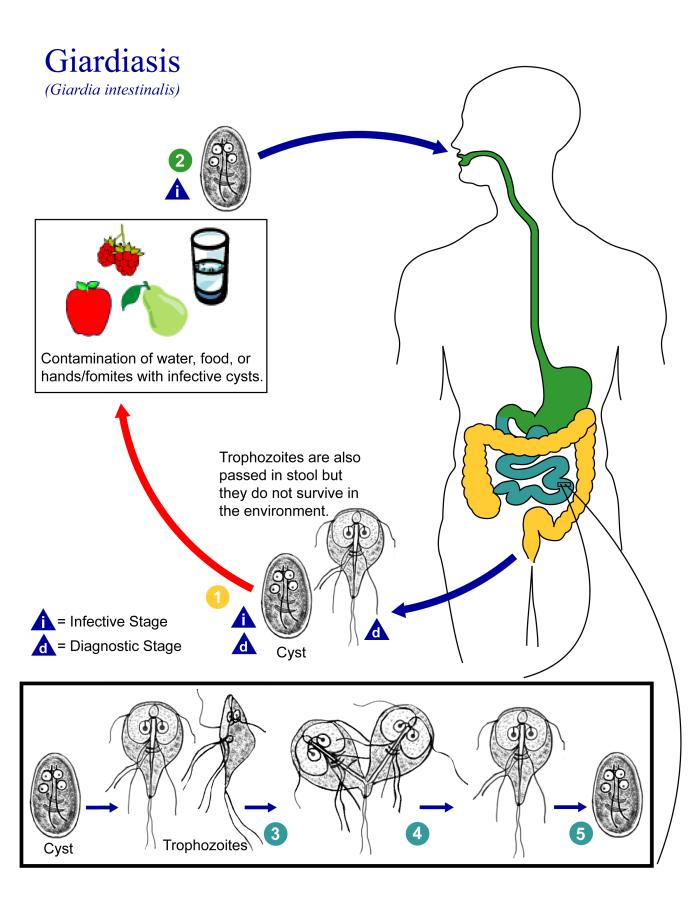 Giardiasis
(Giardia intestinalis)
2
i
Contamination of water, food, or
hands/fomites with infective cysts.
Trophozoites are also
passed in stool but
they do not survive in
the environment.
1
i
d
d
Cyst
i = Infective Stage
d = Diagnostic Stage
Cyst
Trophozoites
3
4
5